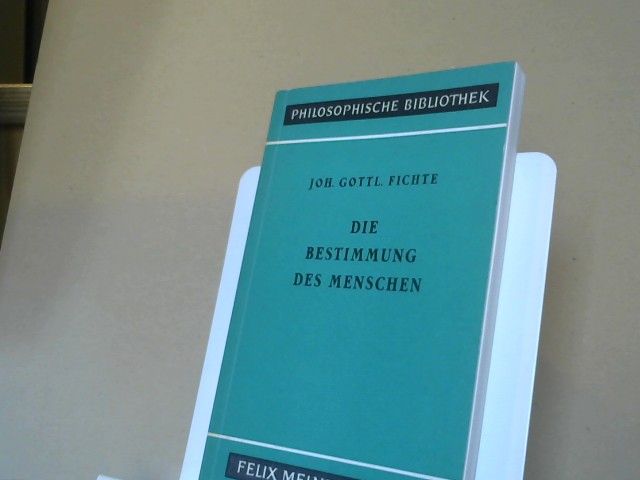 PHILOSOPHISCHE BIBLIOTHEK
JOH. GOTTL. FICHTE
DIE
BESTIMMUNG
DES MENSCHEN
FELIX